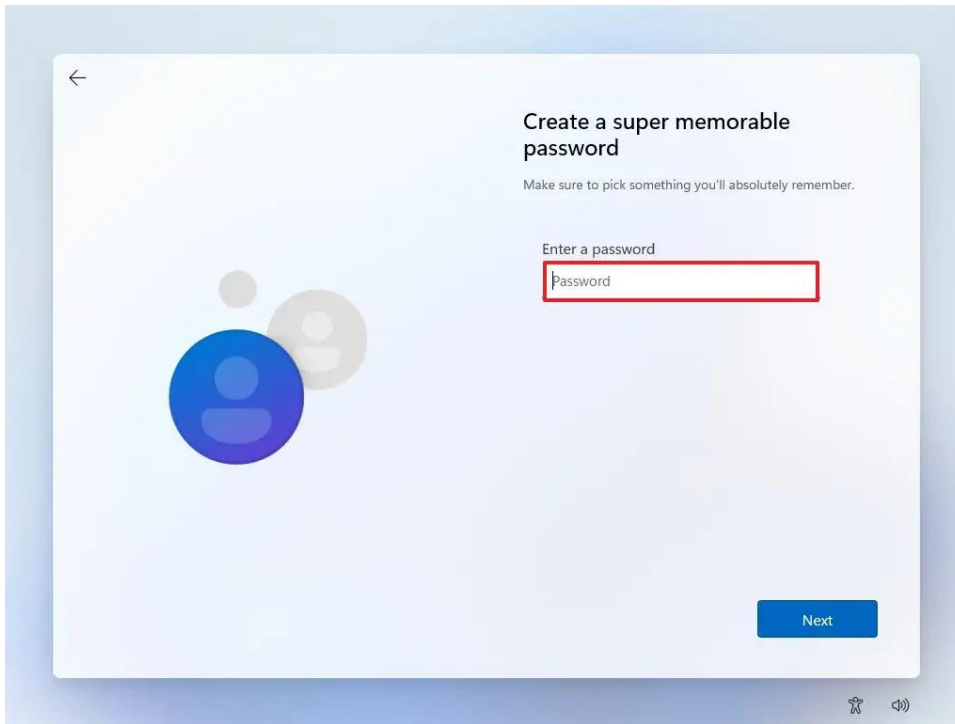 Create a super memorable
password
Make sure to pick something you'll absolutely remember.
Enter a password
Password
Next